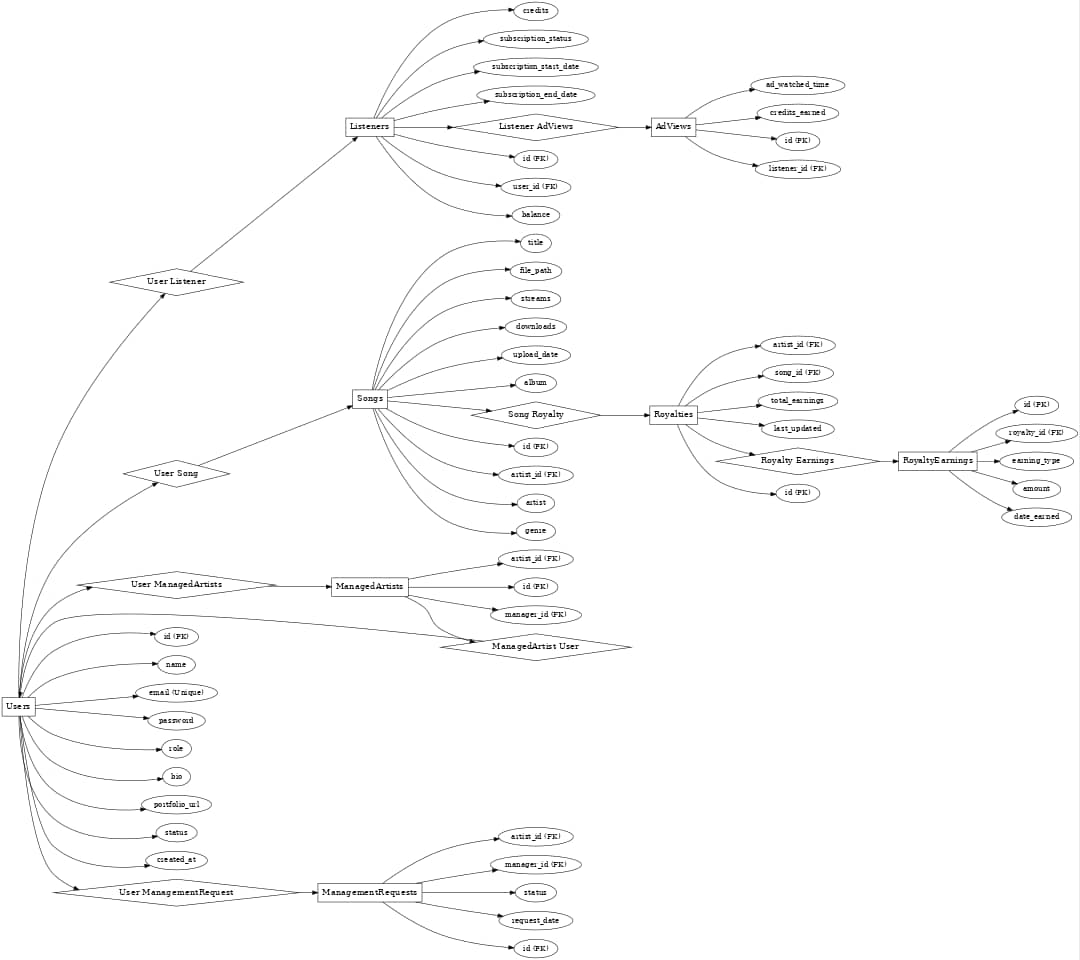 credits
subscription_status
subscription_start_date
subscription_end_date
Listeners
Listener AdViews
id (PK)
user_id (FK)
balance
AdViews
ad_watched_time
credits_earned
id (PK)
listener_id (FK)
User Listener
title
file_path
streams
downloads
upload_date
album
Songs
Song Royalty
id (PK)
artist_id (FK)
artist
genre
Royalties
artist_id (FK)
song_id (FK)
total_earnings
last_updated
Royalty Earnings
id (PK)
RoyaltyEarnings
id (PK)
royalty_id (FK)
earning_type
amount
date_earned
User Song
User ManagedArtists
ManagedArtists
artist_id (FK)
id (PK)
manager_id (FK)
ManagedArtist User
Users
id (PK)
name
email (Unique)
password
role
bio
portfolio_url
status
created_at
User ManagementRequest
ManagementRequests
artist_id (FK)
manager_id (FK)
status
request_date
id (PK)